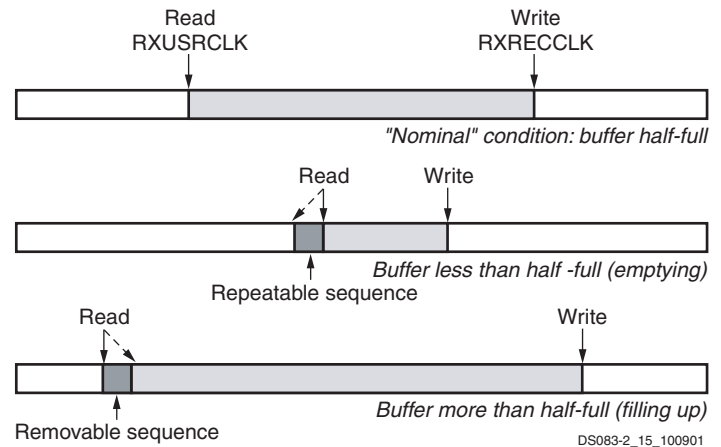 Read Write
RXUSRCLK RXRECCLK
"Nominal" condition: buffer half-full
Read Write
Buffer less than half -full (emptying)
Repeatable sequence
Read Write
Buffer more than half-full (filling up)
Removable sequence
DS083-2_15_100901